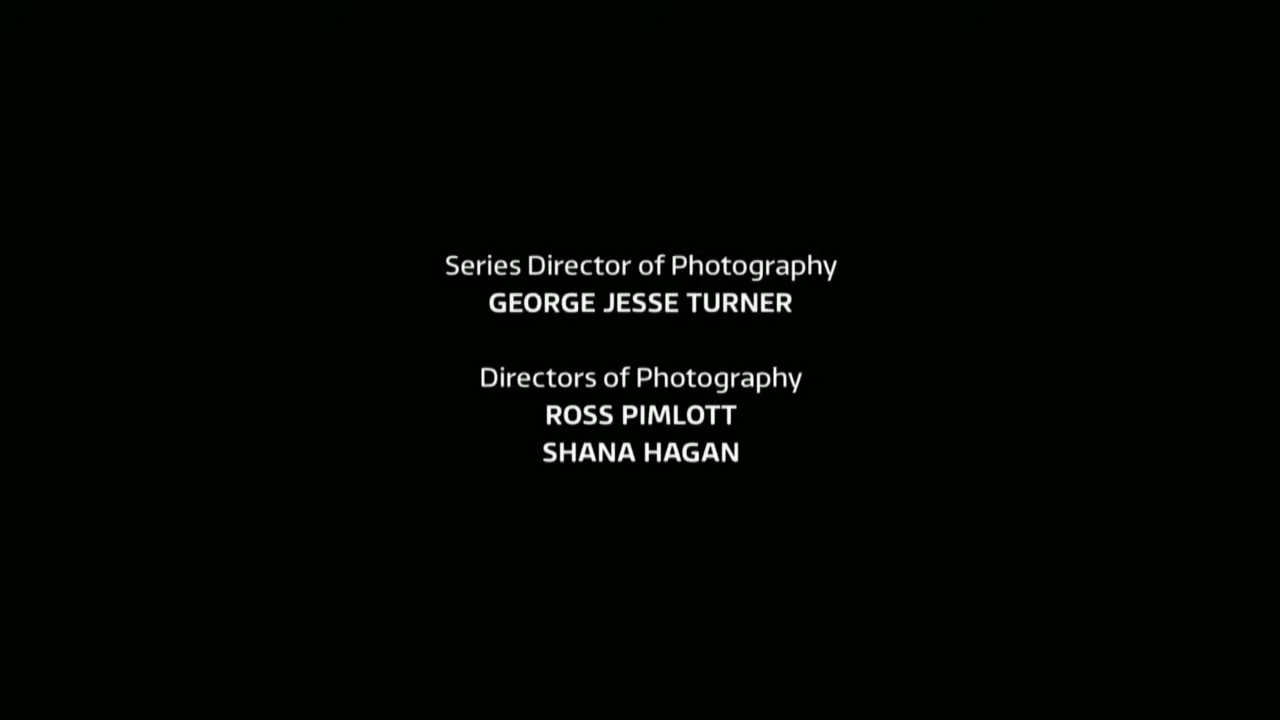 Series Director of Photography
GEORGE JESSE TURNER
Directors of Photography
ROSS PIMLOTT
SHANA HAGAN